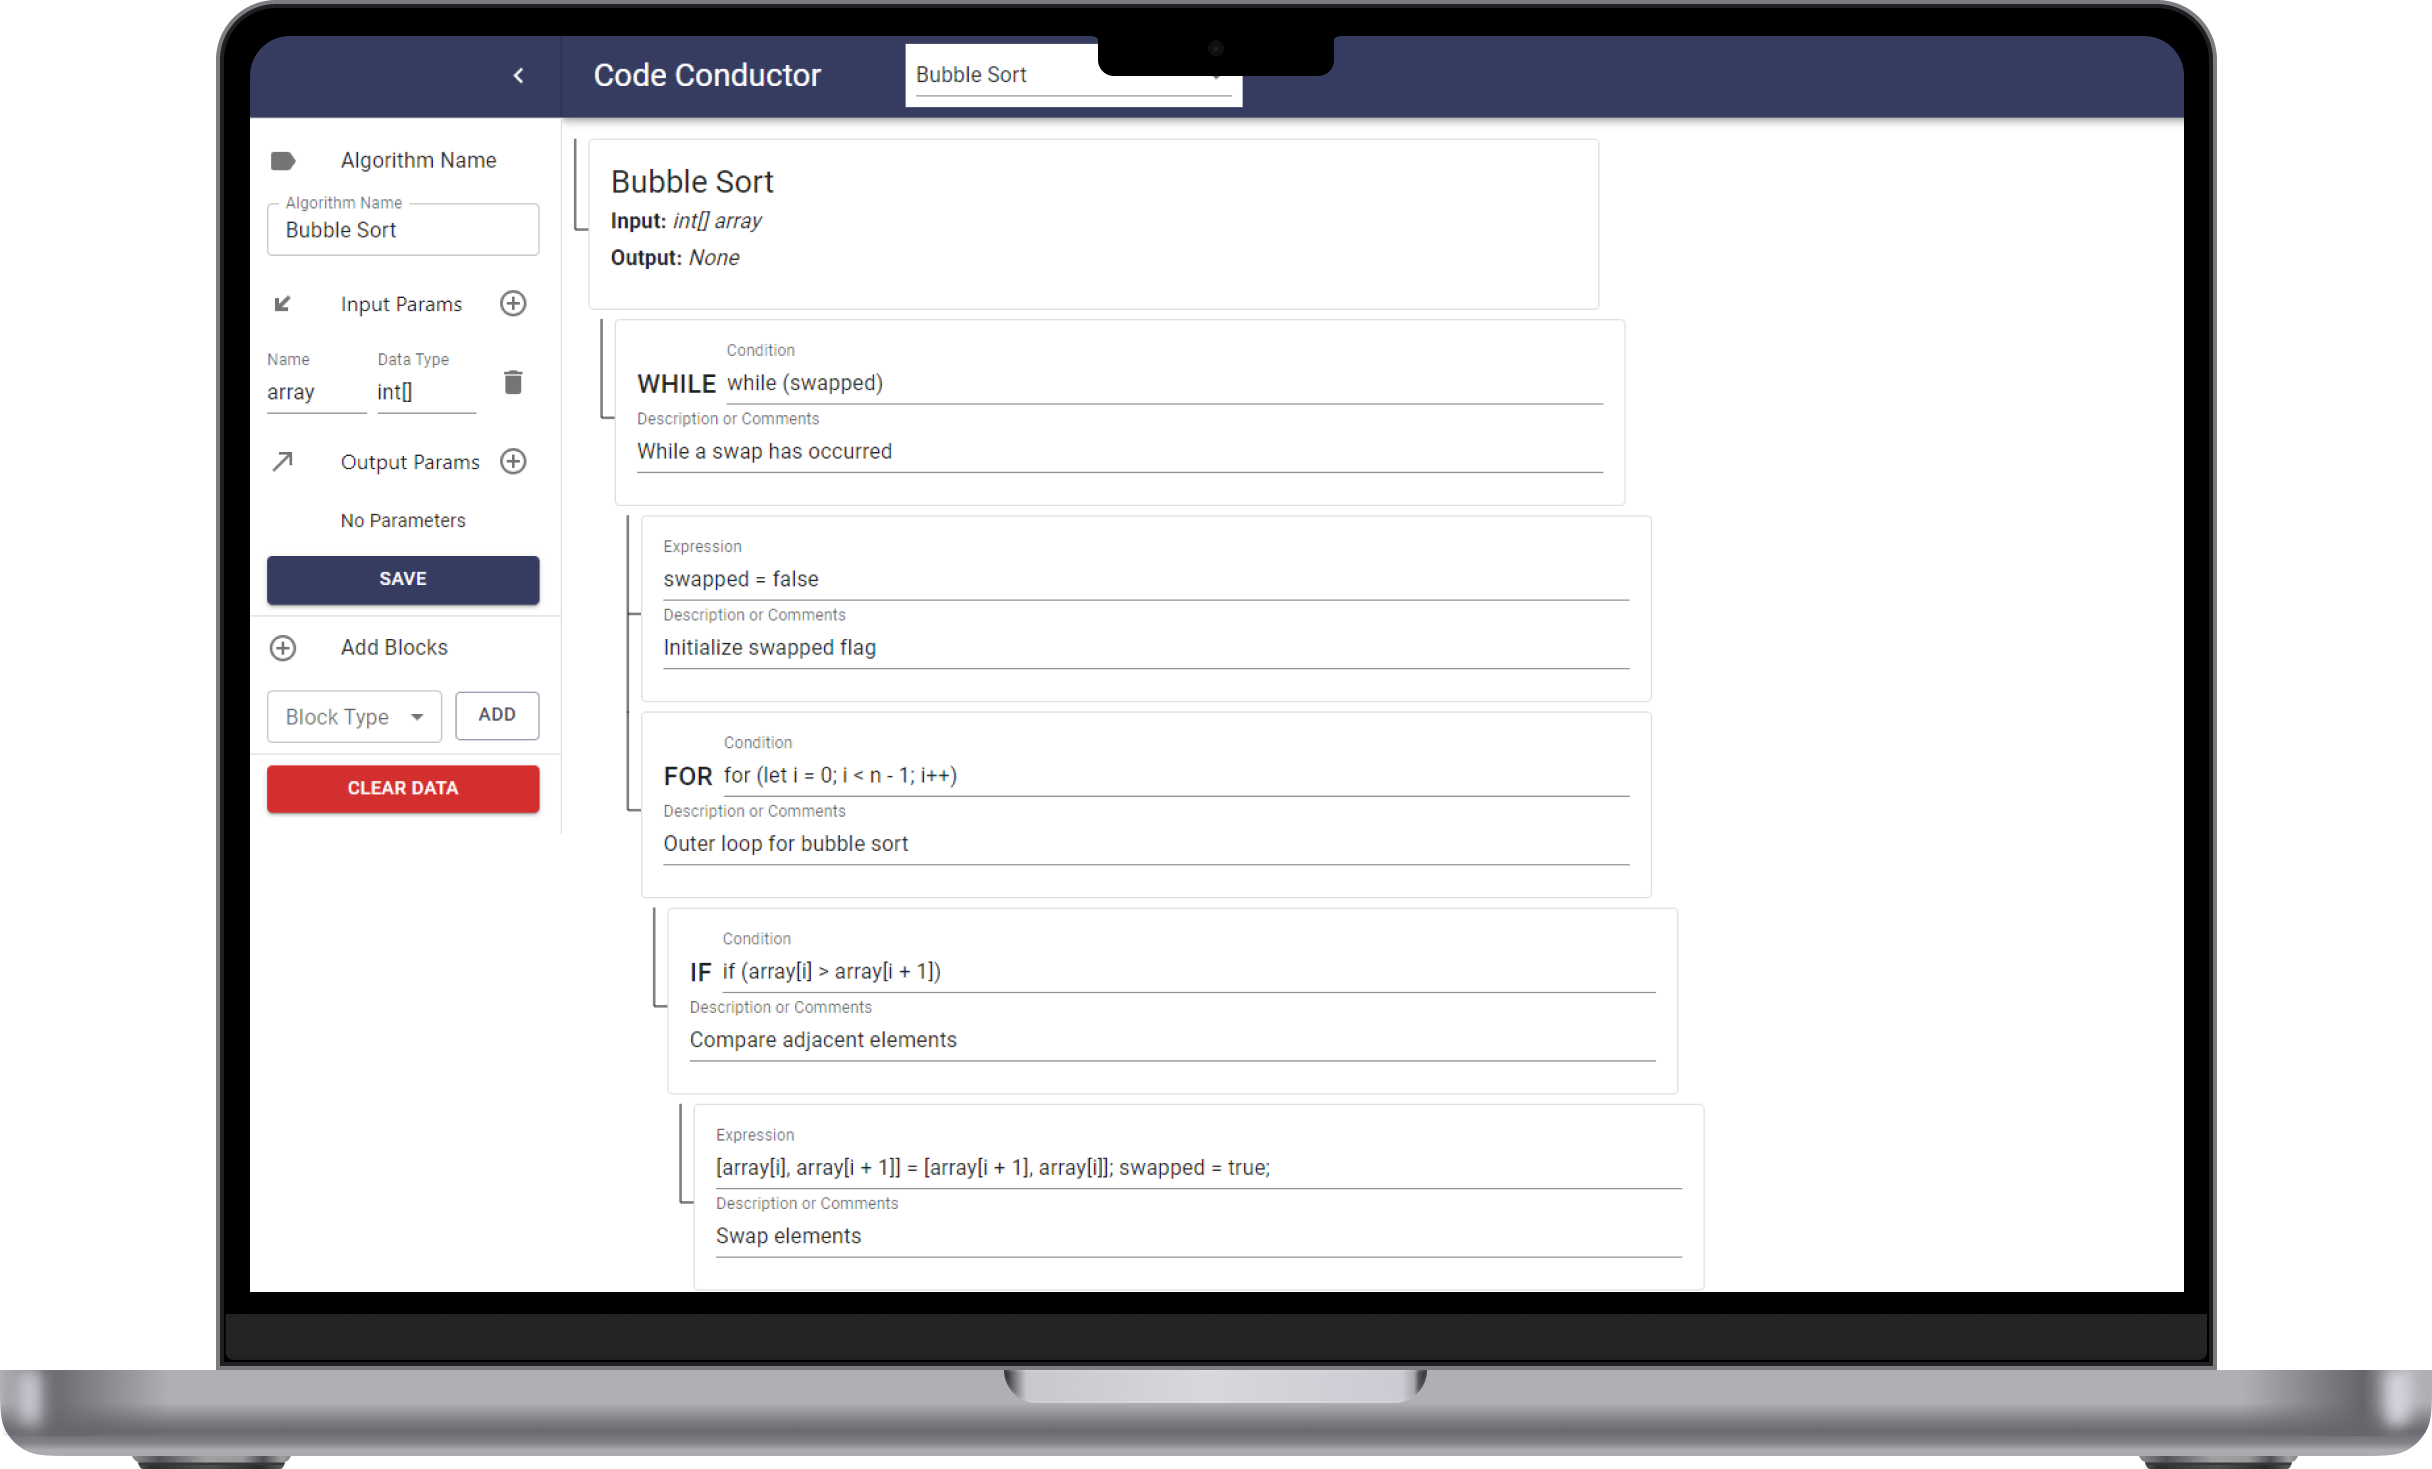 Code Conductor
Bubble Sort
Algorithm Name
Algorithm Name
Bubble Sort
Input Params
Name Data Type
array int[]
Output Params
No Parameters
SAVE
Add Blocks
Block Type ADD
CLEAR DATA
Bubble Sort
Input: int[] array
Output: None
Condition
WHILE while (swapped)
Description or Comments
While a swap has occurred
Expression
swapped = false
Description or Comments
Initialize swapped flag
Condition
FOR for (let i = 0; i < n - 1; i++)
Description or Comments
Outer loop for bubble sort
Condition
IF if (array[i] > array[i + 1])
Description or Comments
Compare adjacent elements
Expression
[array[i], array[i + 1]] = [array[i + 1], array[i]]; swapped = true;
Description or Comments
Swap elements